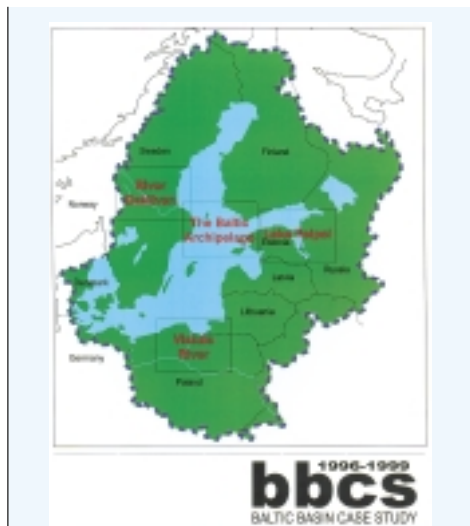 Sweden
Finland
River
Norway
The Baltic
Archipelago
Estonia
Lake Peipsi
Russia
Latvia
Denmark
Lithuania
Vistula
River
Germany
Poland
1996-1999
bbcs
BALTIC BASIN CASE STUDY